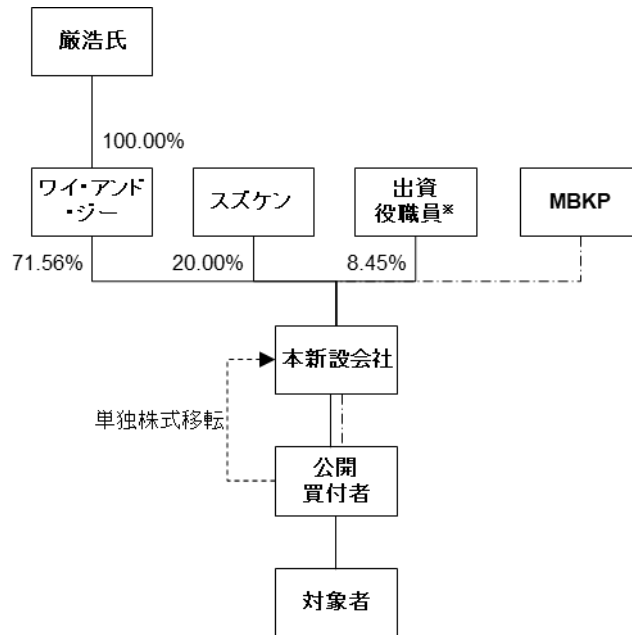 厳浩氏
100.00%
ワイ・アンド
・ジー
スズケン
出資
役職員※
MBKP
71.56%
20.00%
8.45%
本新設会社
単独株式移転
公開
買付者
対象者